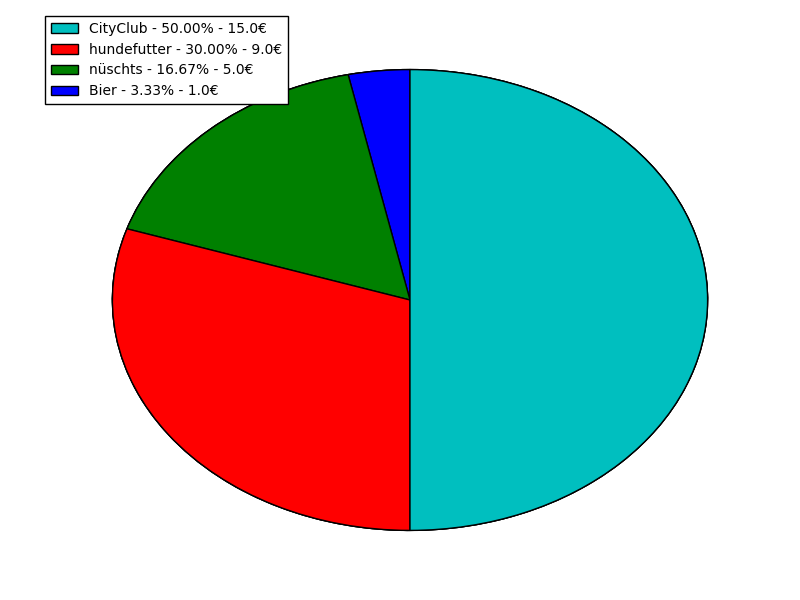 CityClub - 50.00% - 15.0€
hundefutter - 30.00% - 9.0€
nüschts - 16.67% - 5.0€
Bier - 3.33% - 1.0€